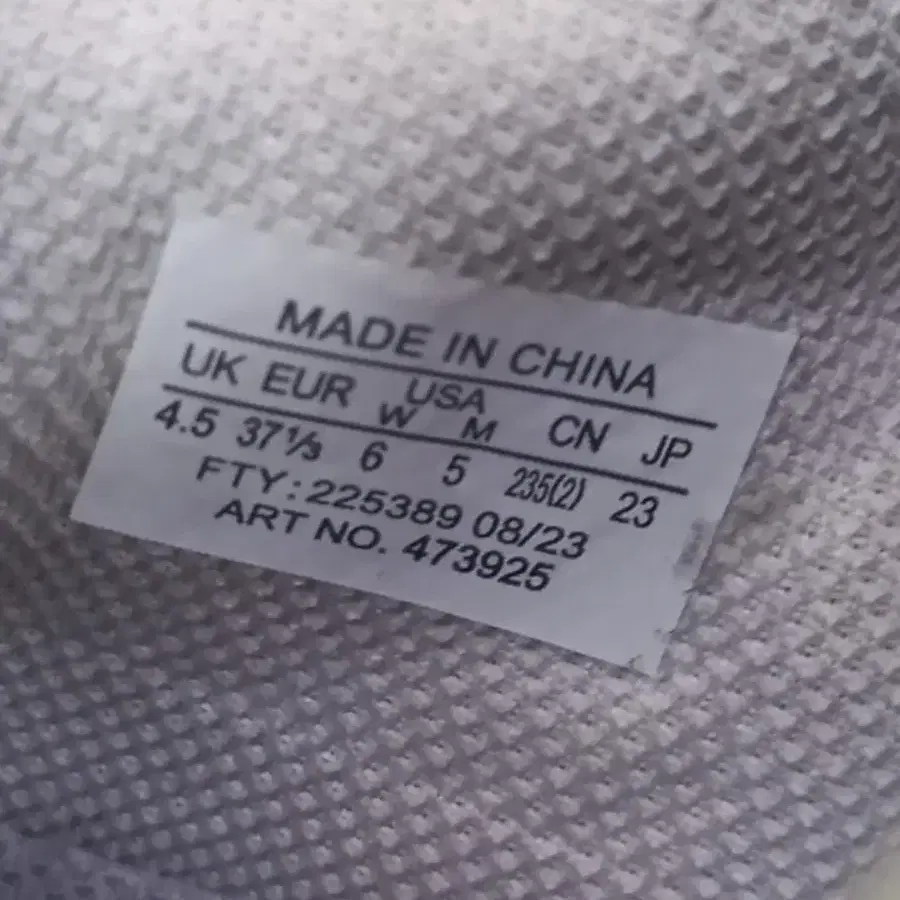 MADE IN CHINA
UK EUR USA W M CN JP
4.5 37⅓ 6 5 235(2) 23
FTY: 225389 08/23
ART NO. 473925